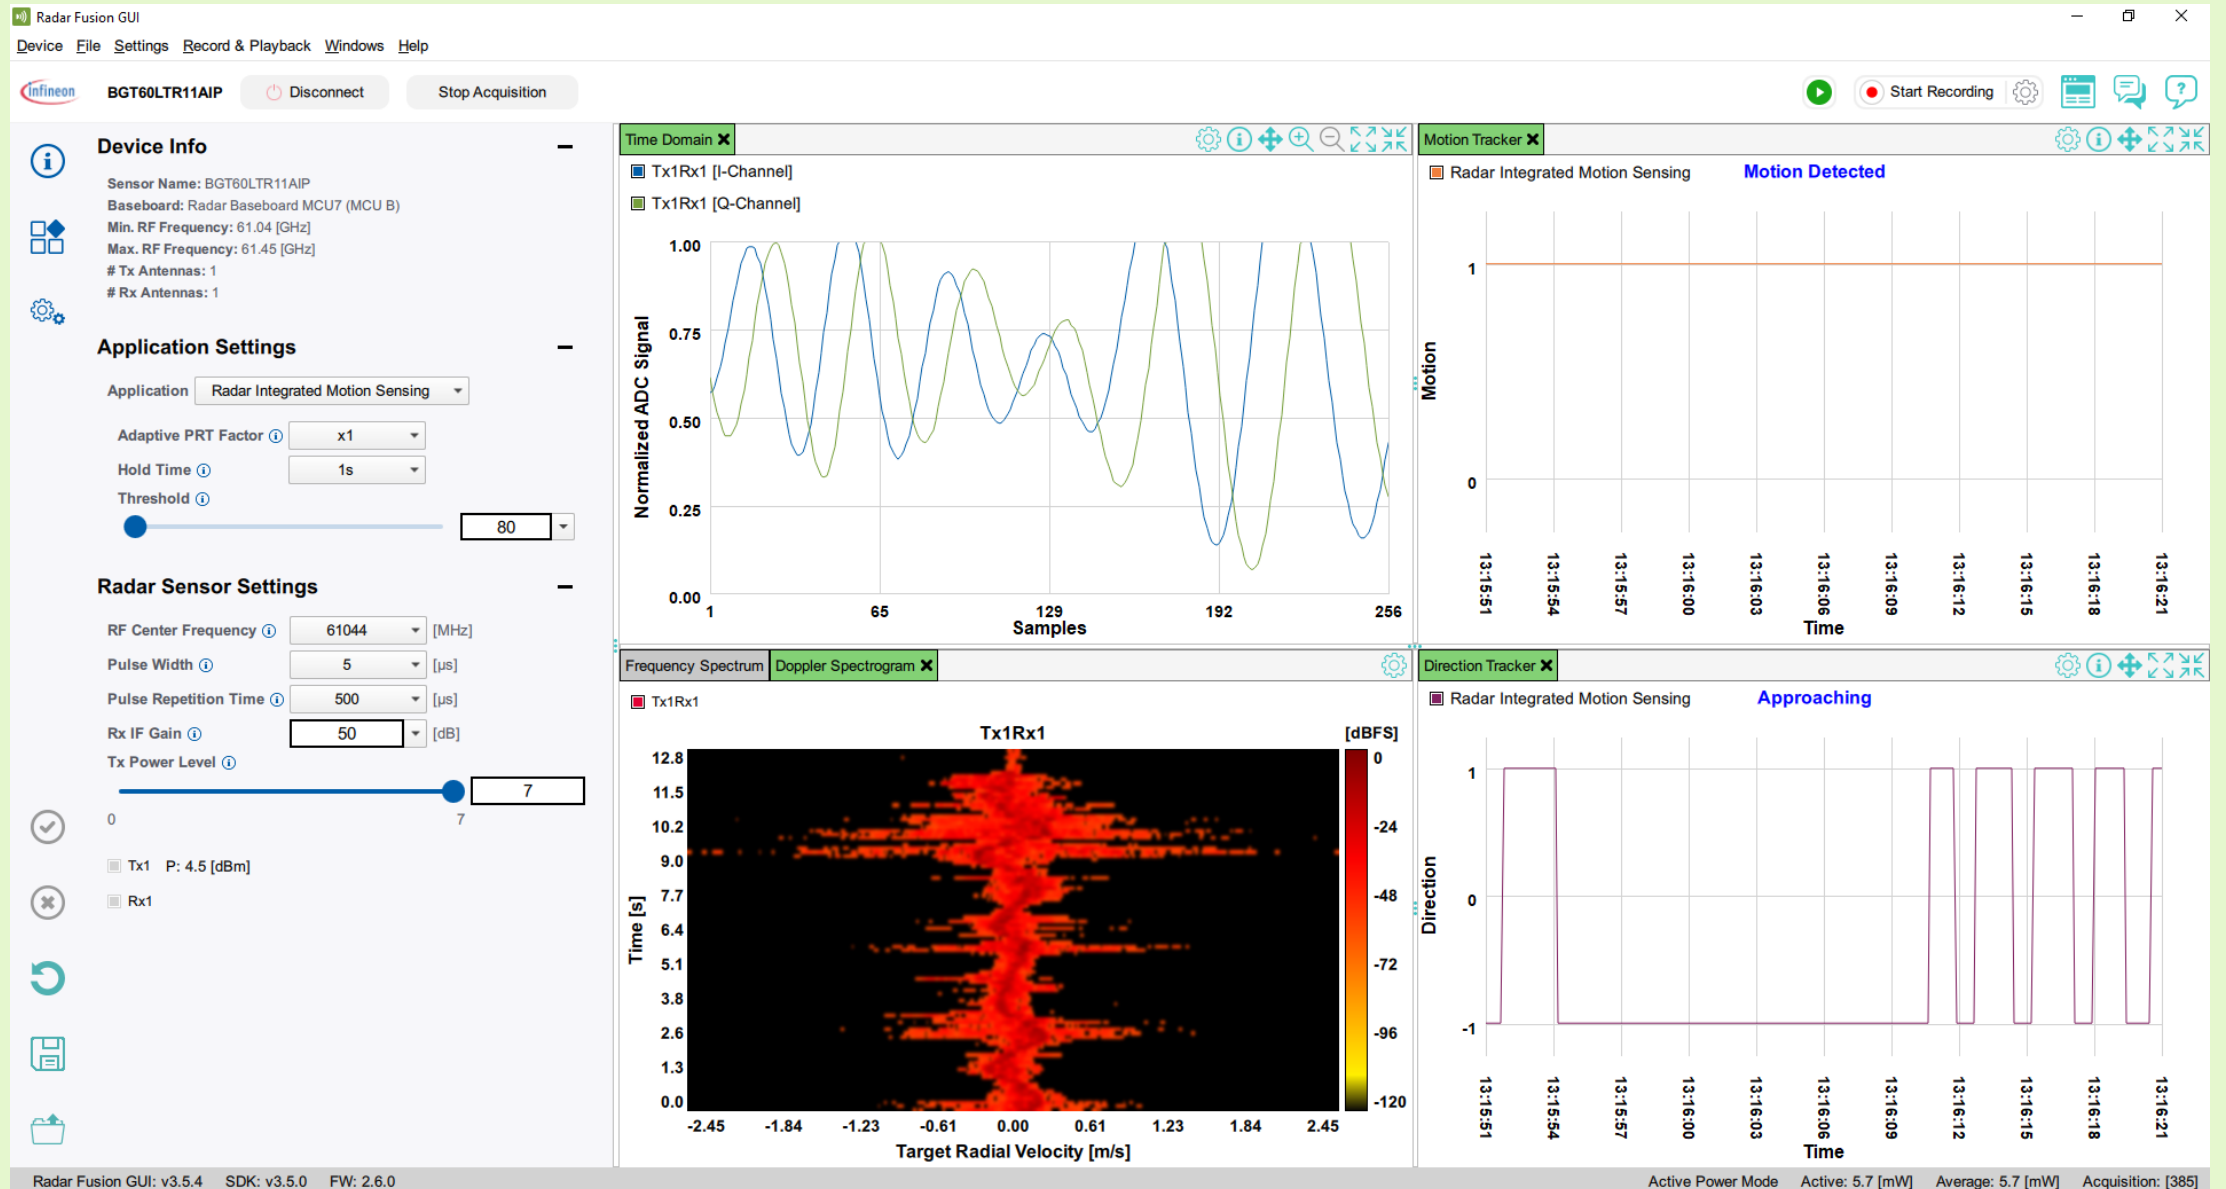 Radar Fusion GUI
Device File Settings Record & Playback Windows Help
infineon BGT60LTR11AIP Disconnect Stop Acquisition Start Recording
Device Info
Sensor Name: BGT60LTR11AIP
Baseboard: Radar Baseboard MCU7 (MCU B)
Min. RF Frequency: 61.04 [GHz]
Max. RF Frequency: 61.45 [GHz]
# Tx Antennas: 1
# Rx Antennas: 1
Application Settings
Application Radar Integrated Motion Sensing
Adaptive PRT Factor x1
Hold Time 1s
Threshold
80
Radar Sensor Settings
RF Center Frequency 61044 [MHz]
Pulse Width 5 [µs]
Pulse Repetition Time 500 [µs]
Rx IF Gain 50 [dB]
Tx Power Level
7
0 7
Tx1 P: 4.5 [dBm]
Rx1
Time Domain
Tx1Rx1 [I-Channel]
Tx1Rx1 [Q-Channel]
Normalized ADC Signal
1.00
0.75
0.50
0.25
0.00
1 65 129 192 256
Samples
Motion Tracker
Radar Integrated Motion Sensing Motion Detected
Motion
1
0
13:15:51 13:15:54 13:15:57 13:16:00 13:16:03 13:16:06 13:16:09 13:16:12 13:16:15 13:16:18 13:16:21
Time
Frequency Spectrum Doppler Spectrogram
Tx1Rx1
Tx1Rx1 [dBFS]
Time [s]
12.8
11.5
10.2
9.0
7.7
6.4
5.1
3.8
2.6
1.3
0.0
0
-24
-48
-72
-96
-120
-2.45 -1.84 -1.23 -0.61 0.00 0.61 1.23 1.84 2.45
Target Radial Velocity [m/s]
Direction Tracker
Radar Integrated Motion Sensing Approaching
Direction
1
0
-1
13:15:51 13:15:54 13:15:57 13:16:00 13:16:03 13:16:06 13:16:09 13:16:12 13:16:15 13:16:18 13:16:21
Time
Radar Fusion GUI: v3.5.4 SDK: v3.5.0 FW: 2.6.0 Active Power Mode Active: 5.7 [mW] Average: 5.7 [mW] Acquisition: [385]